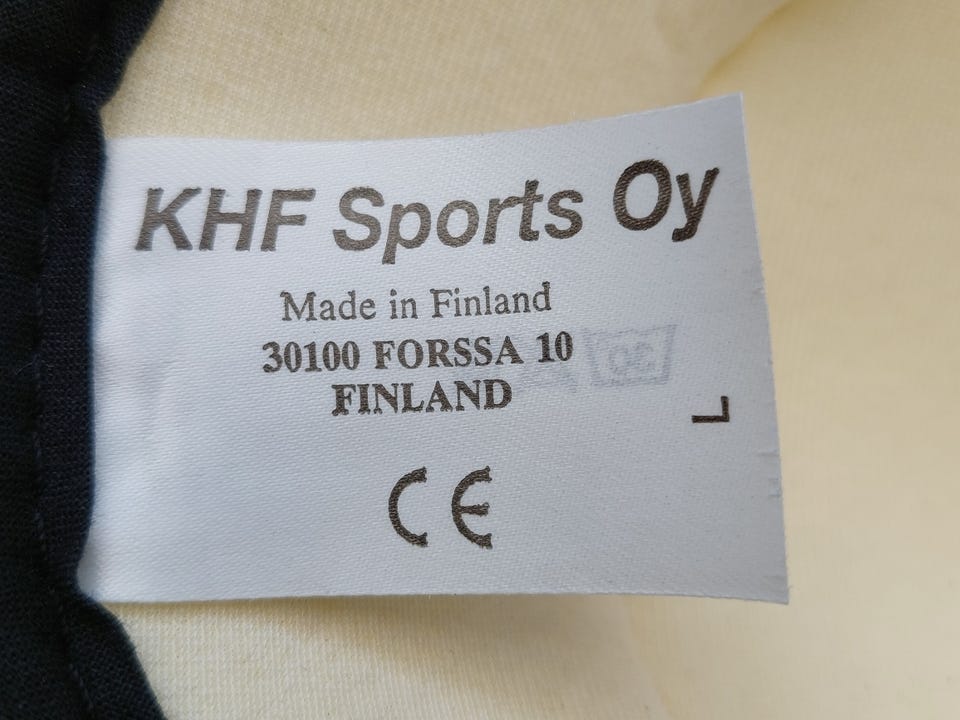 KHF Sports Oy
Made in Finland
30100 FORSSA 10
FINLAND
L
CE